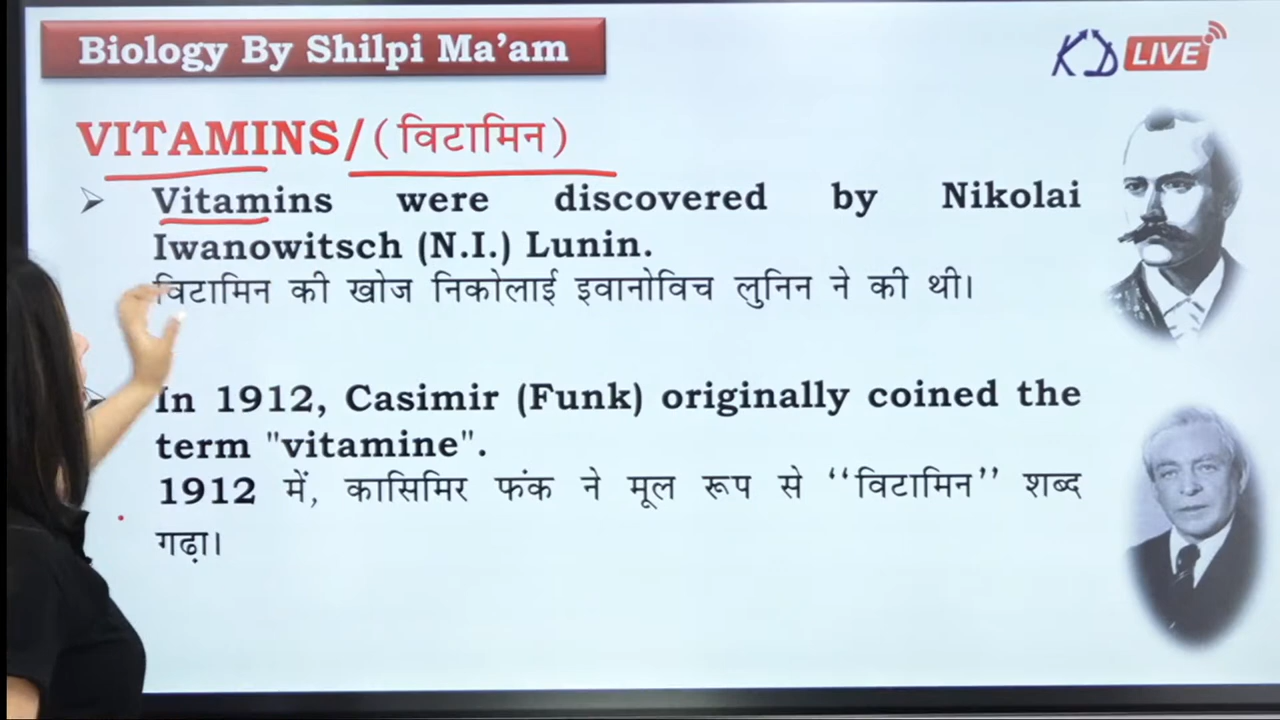 Biology By Shilpi Ma'am
KD LIVE
VITAMINS/(विटामिन)
Vitamins were discovered by Nikolai
Iwanowitsch (N.I.) Lunin.
विटामिन की खोज निकोलाई इवानोविच लुनिन ने की थी।
In 1912, Casimir (Funk) originally coined the
term "vitamine".
1912 में, कासिमिर फंक ने मूल रूप से ‘‘विटामिन’’ शब्द
गढ़ा।